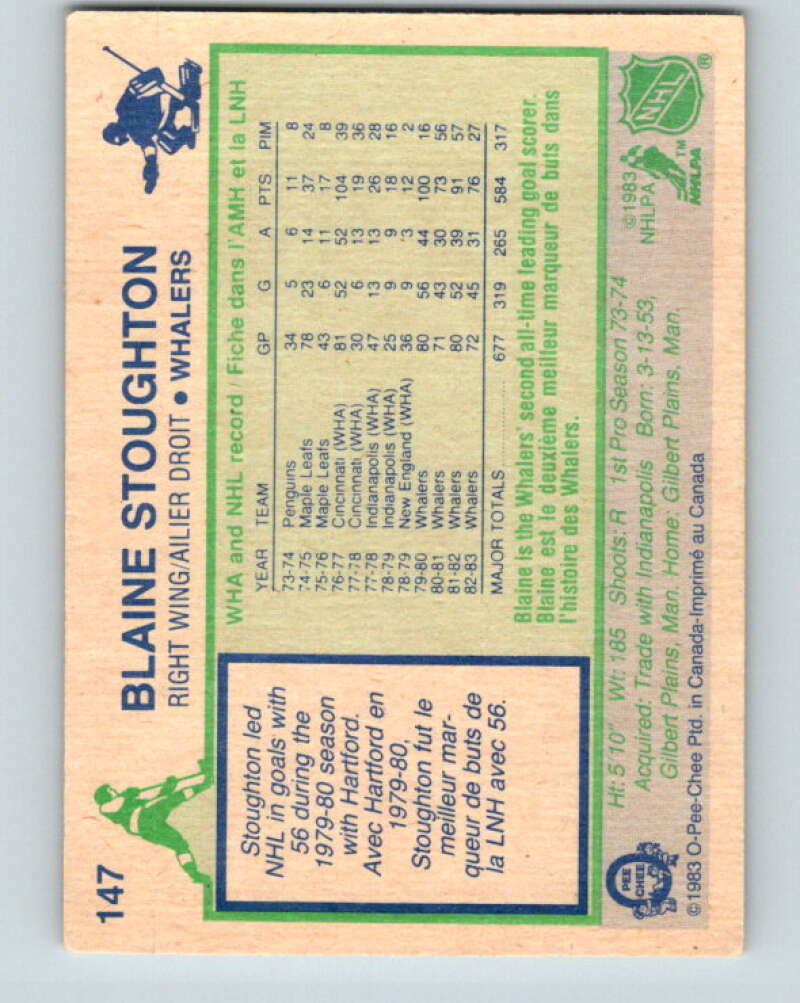 147
BLAINE STOUGHTON
RIGHT WING/AILIER DROIT • WHALERS
Stoughton led
NHL in goals with
56 during the
1979-80 season
with Hartford.
Avec Hartford en
1979-80,
Stoughton fut le
meilleur mar-
queur de buts de
la LNH avec 56.
WHA and NHL record / Fiche dans l'AMH et la LNH
YEAR TEAM GP G A PTS PIM
73-74 Penguins 34 5 6 11 8
74-75 Maple Leafs 78 23 14 37 24
75-76 Maple Leafs 43 6 11 17 8
76-77 Cincinnati (WHA) 81 52 52 104 39
77-78 Cincinnati (WHA) 30 6 13 19 36
77-78 Indianapolis (WHA) 47 13 13 26 28
78-79 Indianapolis (WHA) 25 9 9 18 16
78-79 New England (WHA) 36 9 3 12 2
79-80 Whalers 80 56 44 100 16
80-81 Whalers 71 43 30 73 56
81-82 Whalers 80 52 39 91 57
82-83 Whalers 72 45 31 76 27
MAJOR TOTALS 677 319 265 584 317
Blaine is the Whalers' second all-time leading goal scorer.
Blaine est le deuxième meilleur marqueur de buts dans
l'histoire des Whalers.
Ht: 5'10" Wt: 185 Shoots: R 1st Pro Season 73-74
Acquired: Trade with Indianapolis Born: 3-13-53,
Gilbert Plains, Man. Home: Gilbert Plains, Man.
©1983 O-Pee-Chee Ptd. in Canada-Imprimé au Canada
O
PEE
CHEE
©1983
NHLPA
NHL
®
NHLPA
™